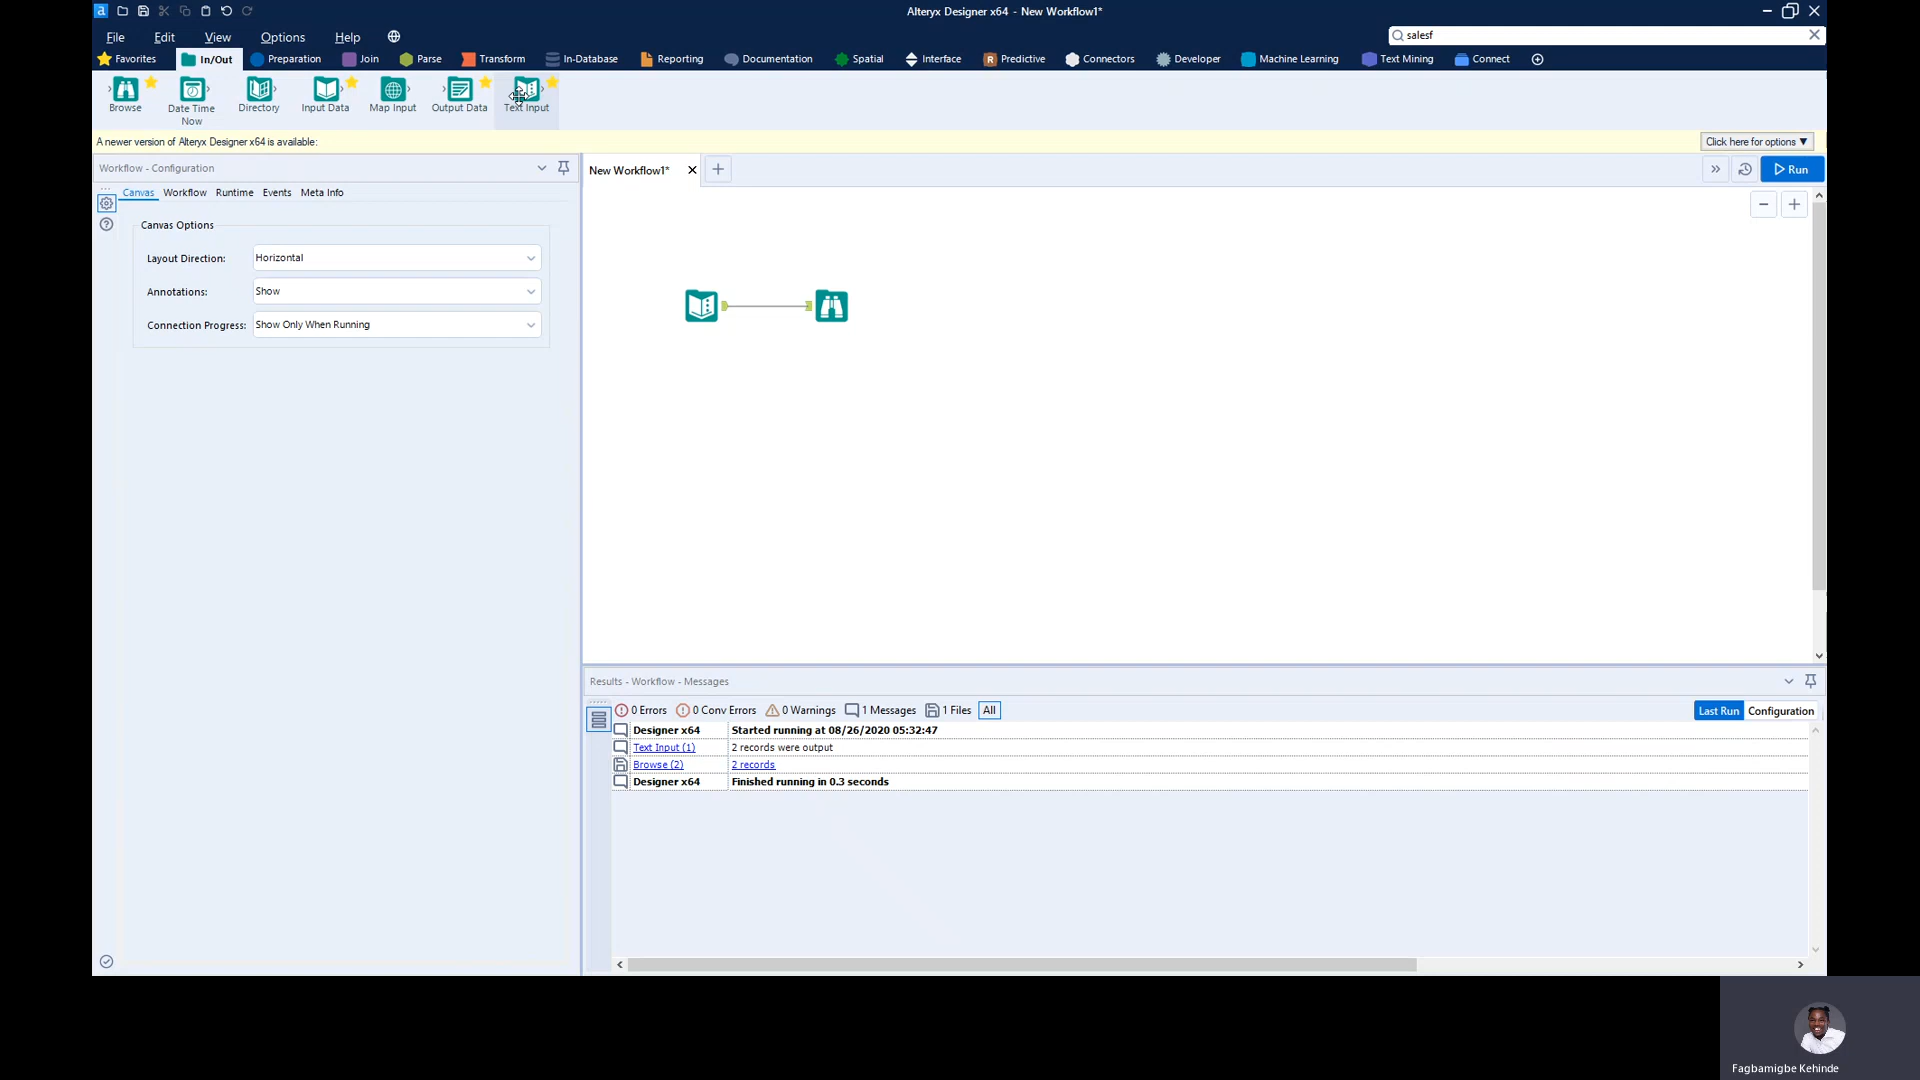 Alteryx Designer x64 - New Workflow1*
File Edit View Options Help
salesf
Favorites In/Out Preparation Join Parse Transform In-Database Reporting Documentation Spatial Interface Predictive Connectors Developer Machine Learning Text Mining Connect
Browse Date Time Now Directory Input Data Map Input Output Data Text Input
A newer version of Alteryx Designer x64 is available: Click here for options ▼
Workflow - Configuration
New Workflow1*
Run
Canvas Workflow Runtime Events Meta Info
Canvas Options
Layout Direction: Horizontal
Annotations: Show
Connection Progress: Show Only When Running
Results - Workflow - Messages
0 Errors 0 Conv Errors 0 Warnings 1 Messages 1 Files All Last Run Configuration
Designer x64 Started running at 08/26/2020 05:32:47
Text Input (1) 2 records were output
Browse (2) 2 records
Designer x64 Finished running in 0.3 seconds
Fagbamigbe Kehinde